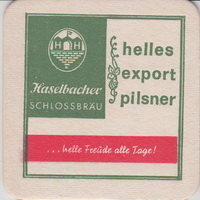 H H
Haselbacher
SCHLOSSBRÄU
helles
export
pilsner
...helle Freude alle Tage!